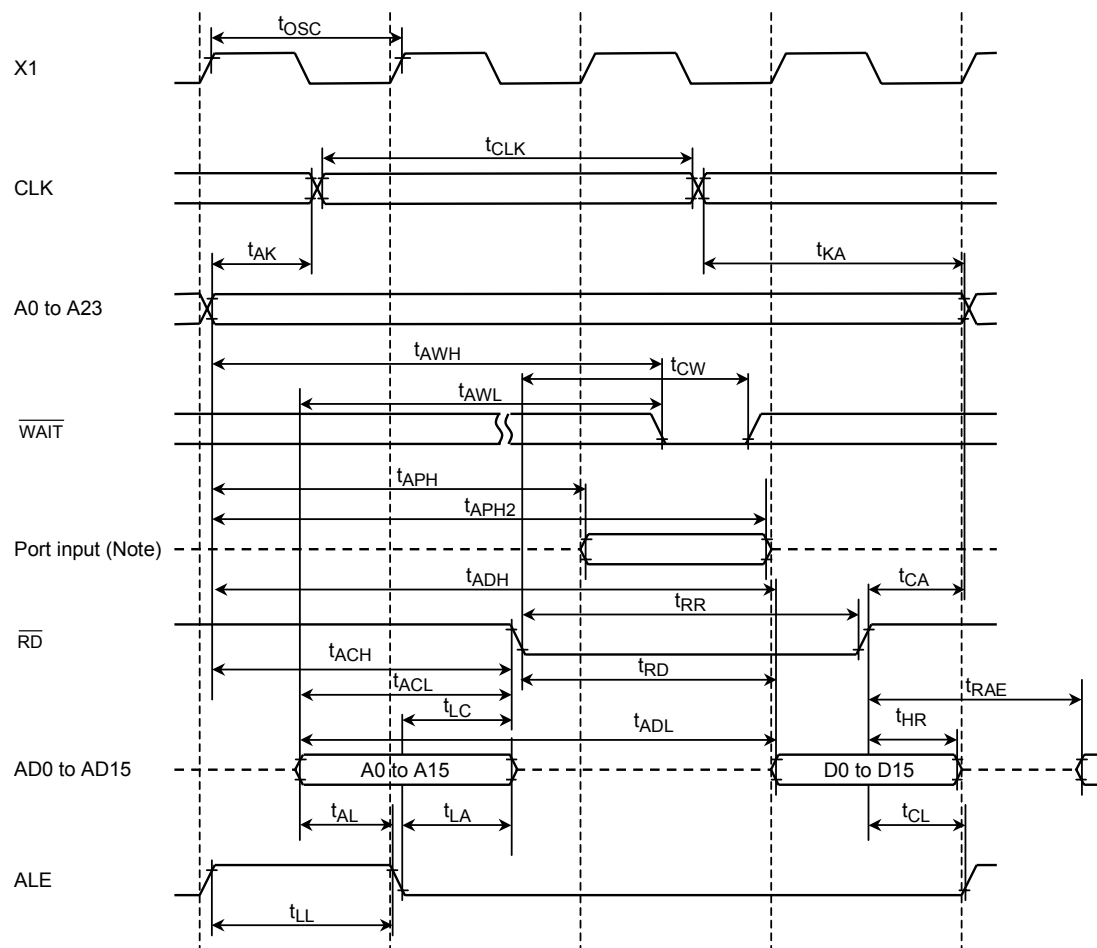 tOSC
X1
tCLK
CLK
tAK
tKA
A0 to A23
tAWH
tCW
tAWL
WAIT
tAPH
tAPH2
Port input (Note)
tADH
tCA
tRR
RD
tACH
tRD
tACL
tRAE
tLC
tHR
tADL
AD0 to AD15
A0 to A15
D0 to D15
tAL
tLA
tCL
ALE
tLL